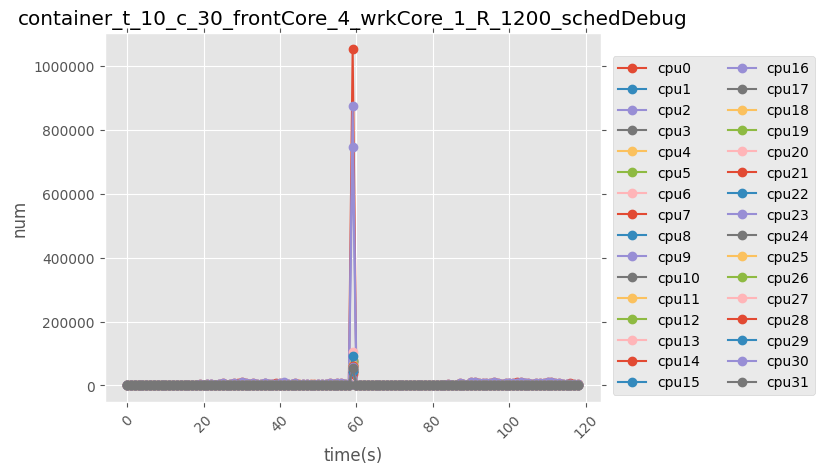 container_t_10_c_30_frontCore_4_wrkCore_1_R_1200_schedDebug
1000000
800000
600000
400000
200000
0
num
0
20
40
60
80
100
120
time(s)
cpu0
cpu1
cpu2
cpu3
cpu4
cpu5
cpu6
cpu7
cpu8
cpu9
cpu10
cpu11
cpu12
cpu13
cpu14
cpu15
cpu16
cpu17
cpu18
cpu19
cpu20
cpu21
cpu22
cpu23
cpu24
cpu25
cpu26
cpu27
cpu28
cpu29
cpu30
cpu31